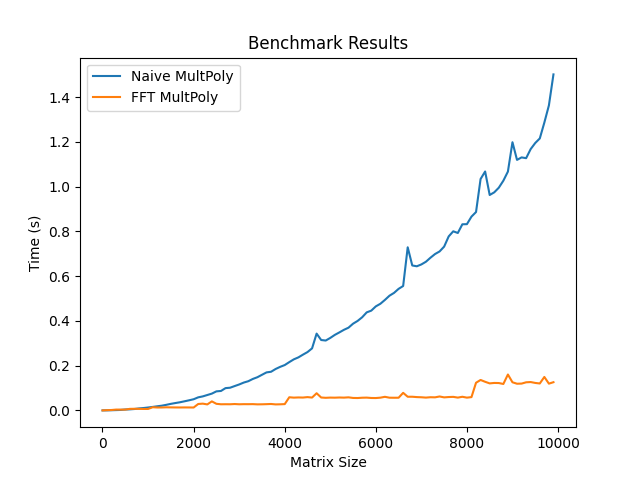 Benchmark Results
Naive MultPoly
FFT MultPoly
Time (s)
1.4
1.2
1.0
0.8
0.6
0.4
0.2
0.0
0 2000 4000 6000 8000 10000
Matrix Size